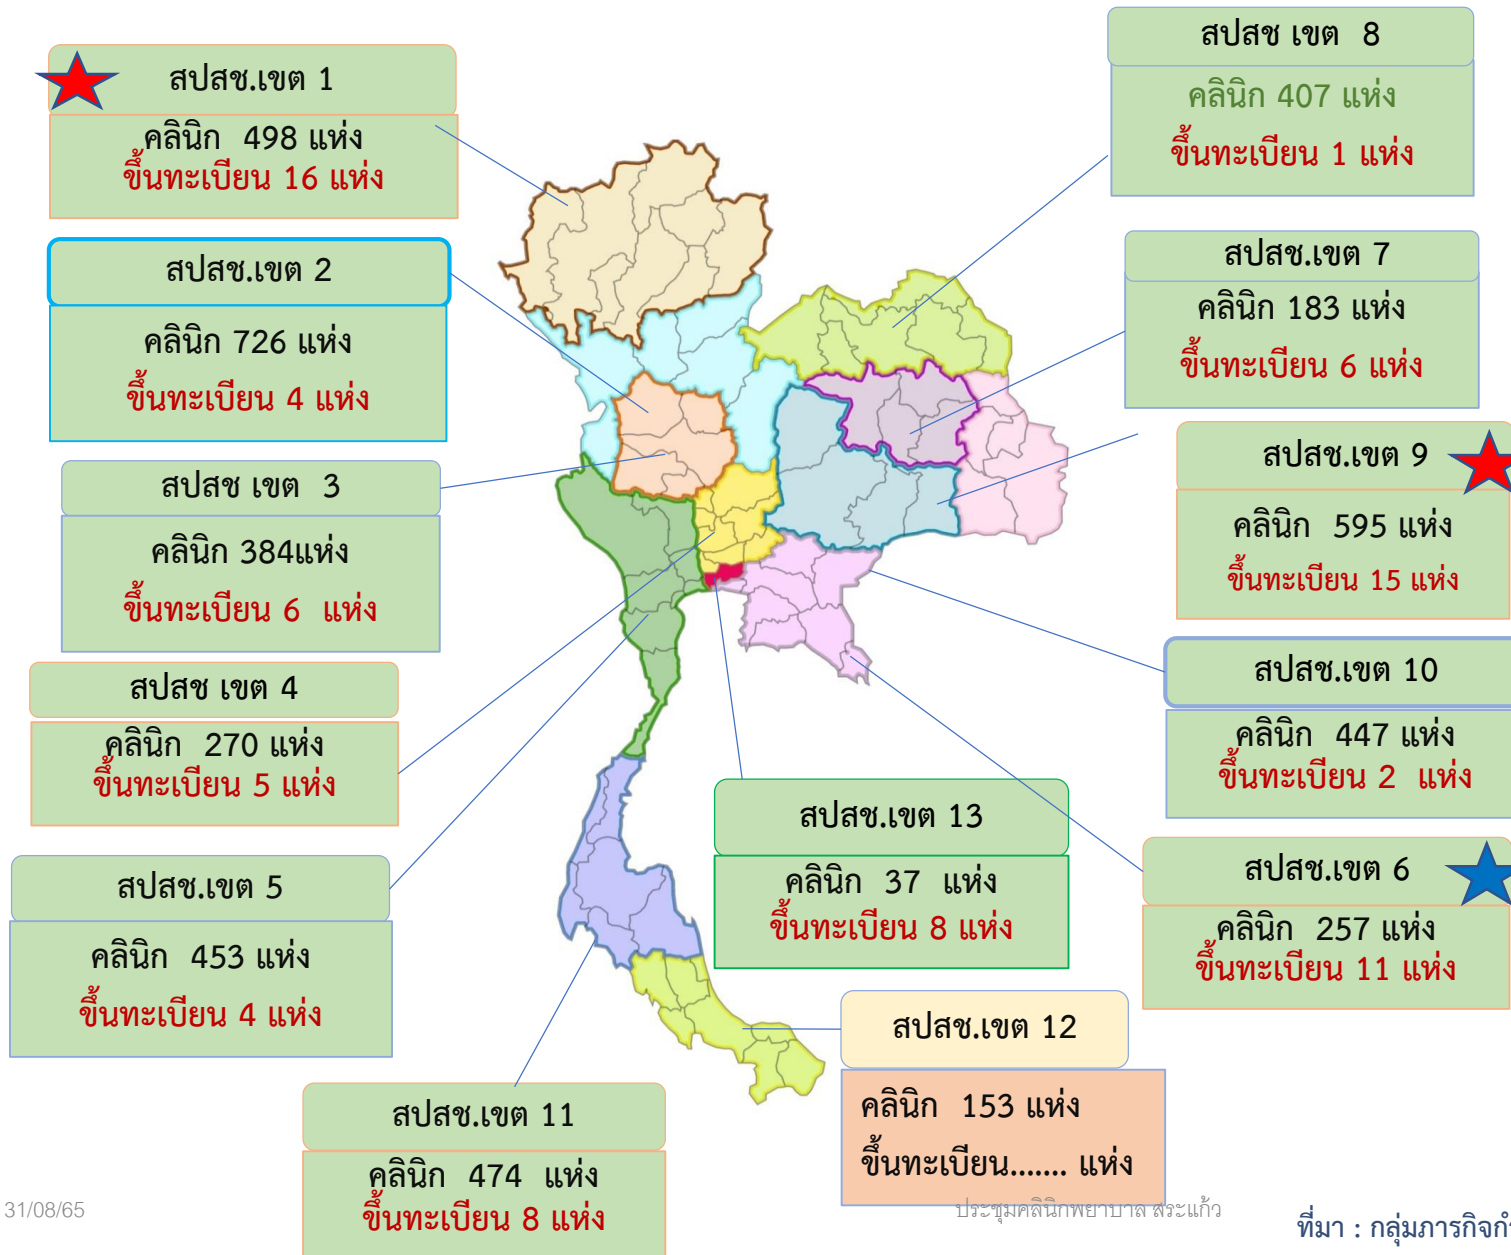 สปสช.เขต 1
คลินิก 498 แห่ง
ขึ้นทะเบียน 16 แห่ง
สปสช.เขต 2
คลินิก 726 แห่ง
ขึ้นทะเบียน 4 แห่ง
สปสช เขต 3
คลินิก 384แห่ง
ขึ้นทะเบียน 6 แห่ง
สปสช เขต 4
คลินิก 270 แห่ง
ขึ้นทะเบียน 5 แห่ง
สปสช.เขต 5
คลินิก 453 แห่ง
ขึ้นทะเบียน 4 แห่ง
สปสช เขต 8
คลินิก 407 แห่ง
ขึ้นทะเบียน 1 แห่ง
สปสช.เขต 7
คลินิก 183 แห่ง
ขึ้นทะเบียน 6 แห่ง
สปสช.เขต 9
คลินิก 595 แห่ง
ขึ้นทะเบียน 15 แห่ง
สปสช.เขต 10
คลินิก 447 แห่ง
ขึ้นทะเบียน 2 แห่ง
สปสช.เขต 13
คลินิก 37 แห่ง
ขึ้นทะเบียน 8 แห่ง
สปสช.เขต 6
คลินิก 257 แห่ง
ขึ้นทะเบียน 11 แห่ง
สปสช.เขต 12
คลินิก 153 แห่ง
ขึ้นทะเบียน....... แห่ง
สปสช.เขต 11
คลินิก 474 แห่ง
ขึ้นทะเบียน 8 แห่ง
31/08/65
ประชุมคลินิกพยาบาล สระแก้ว
ที่มา : กลุ่มภารกิจ